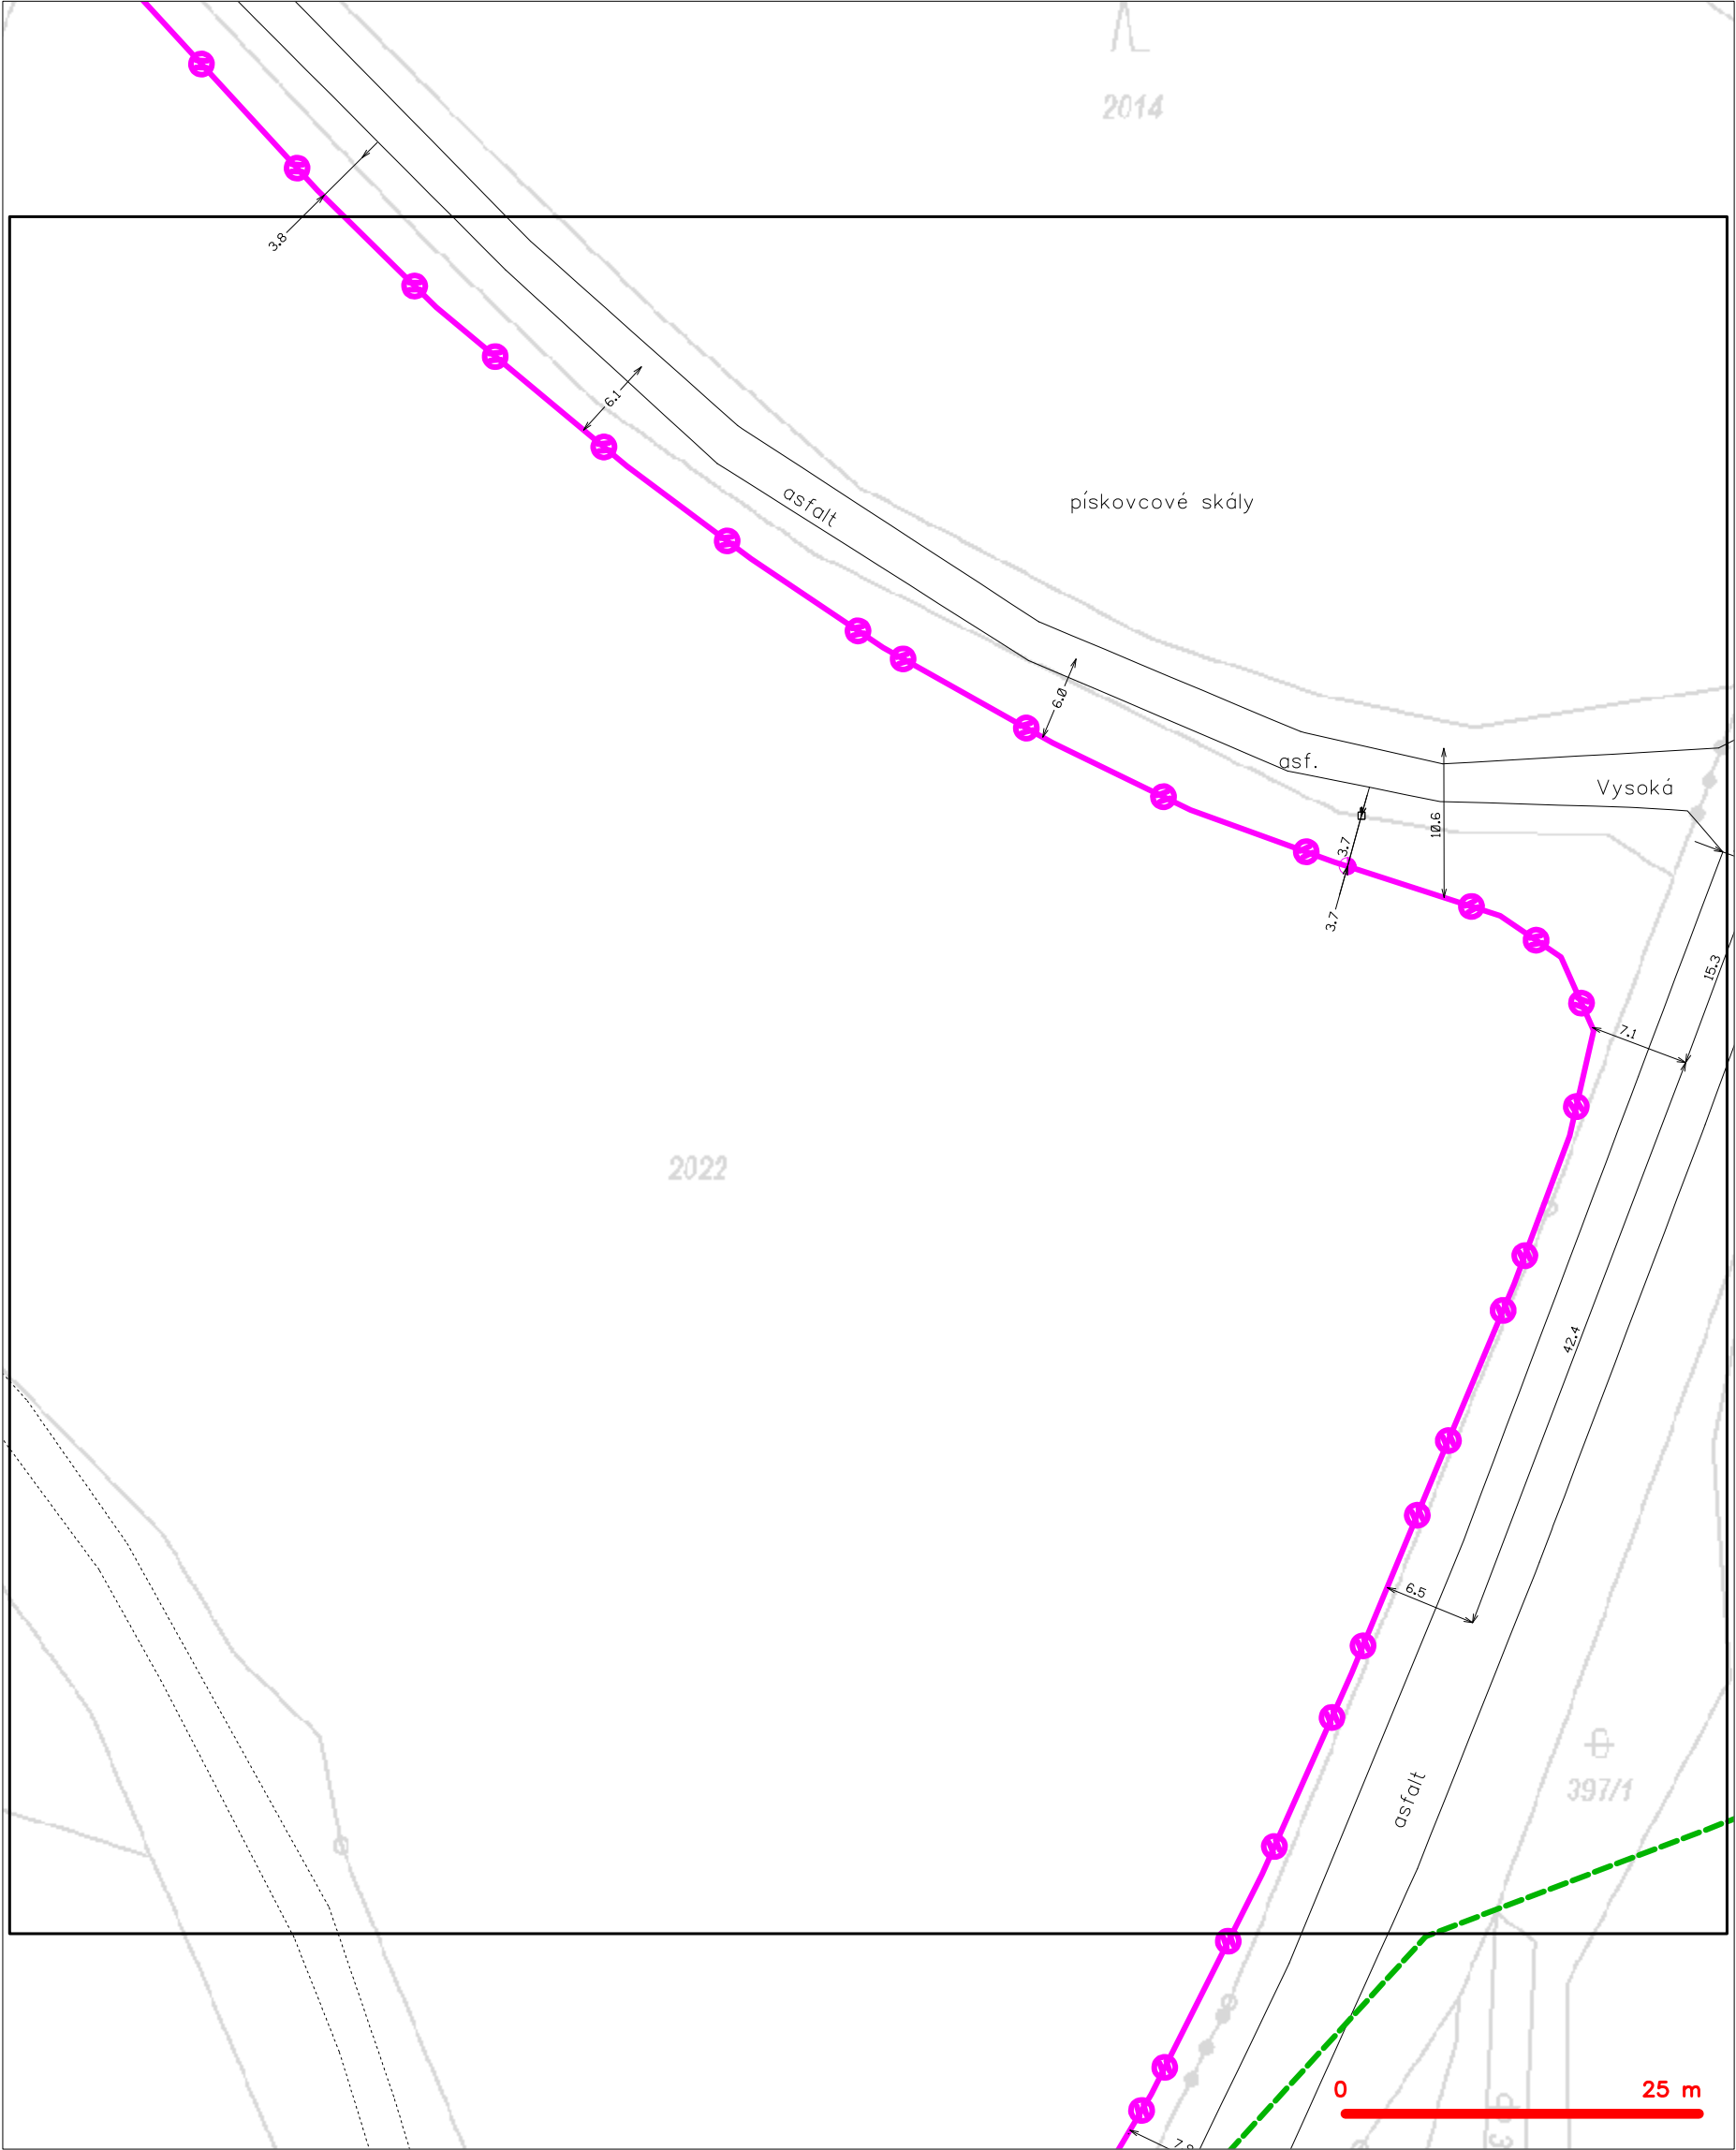 2014
3.8
6.1
asfalt
pískovcové skály
6.0
asf.
Vysoká
10.6
3.7
3.7
15.3
7.1
2022
42.4
6.5
asfalt
397/1
0 25 m